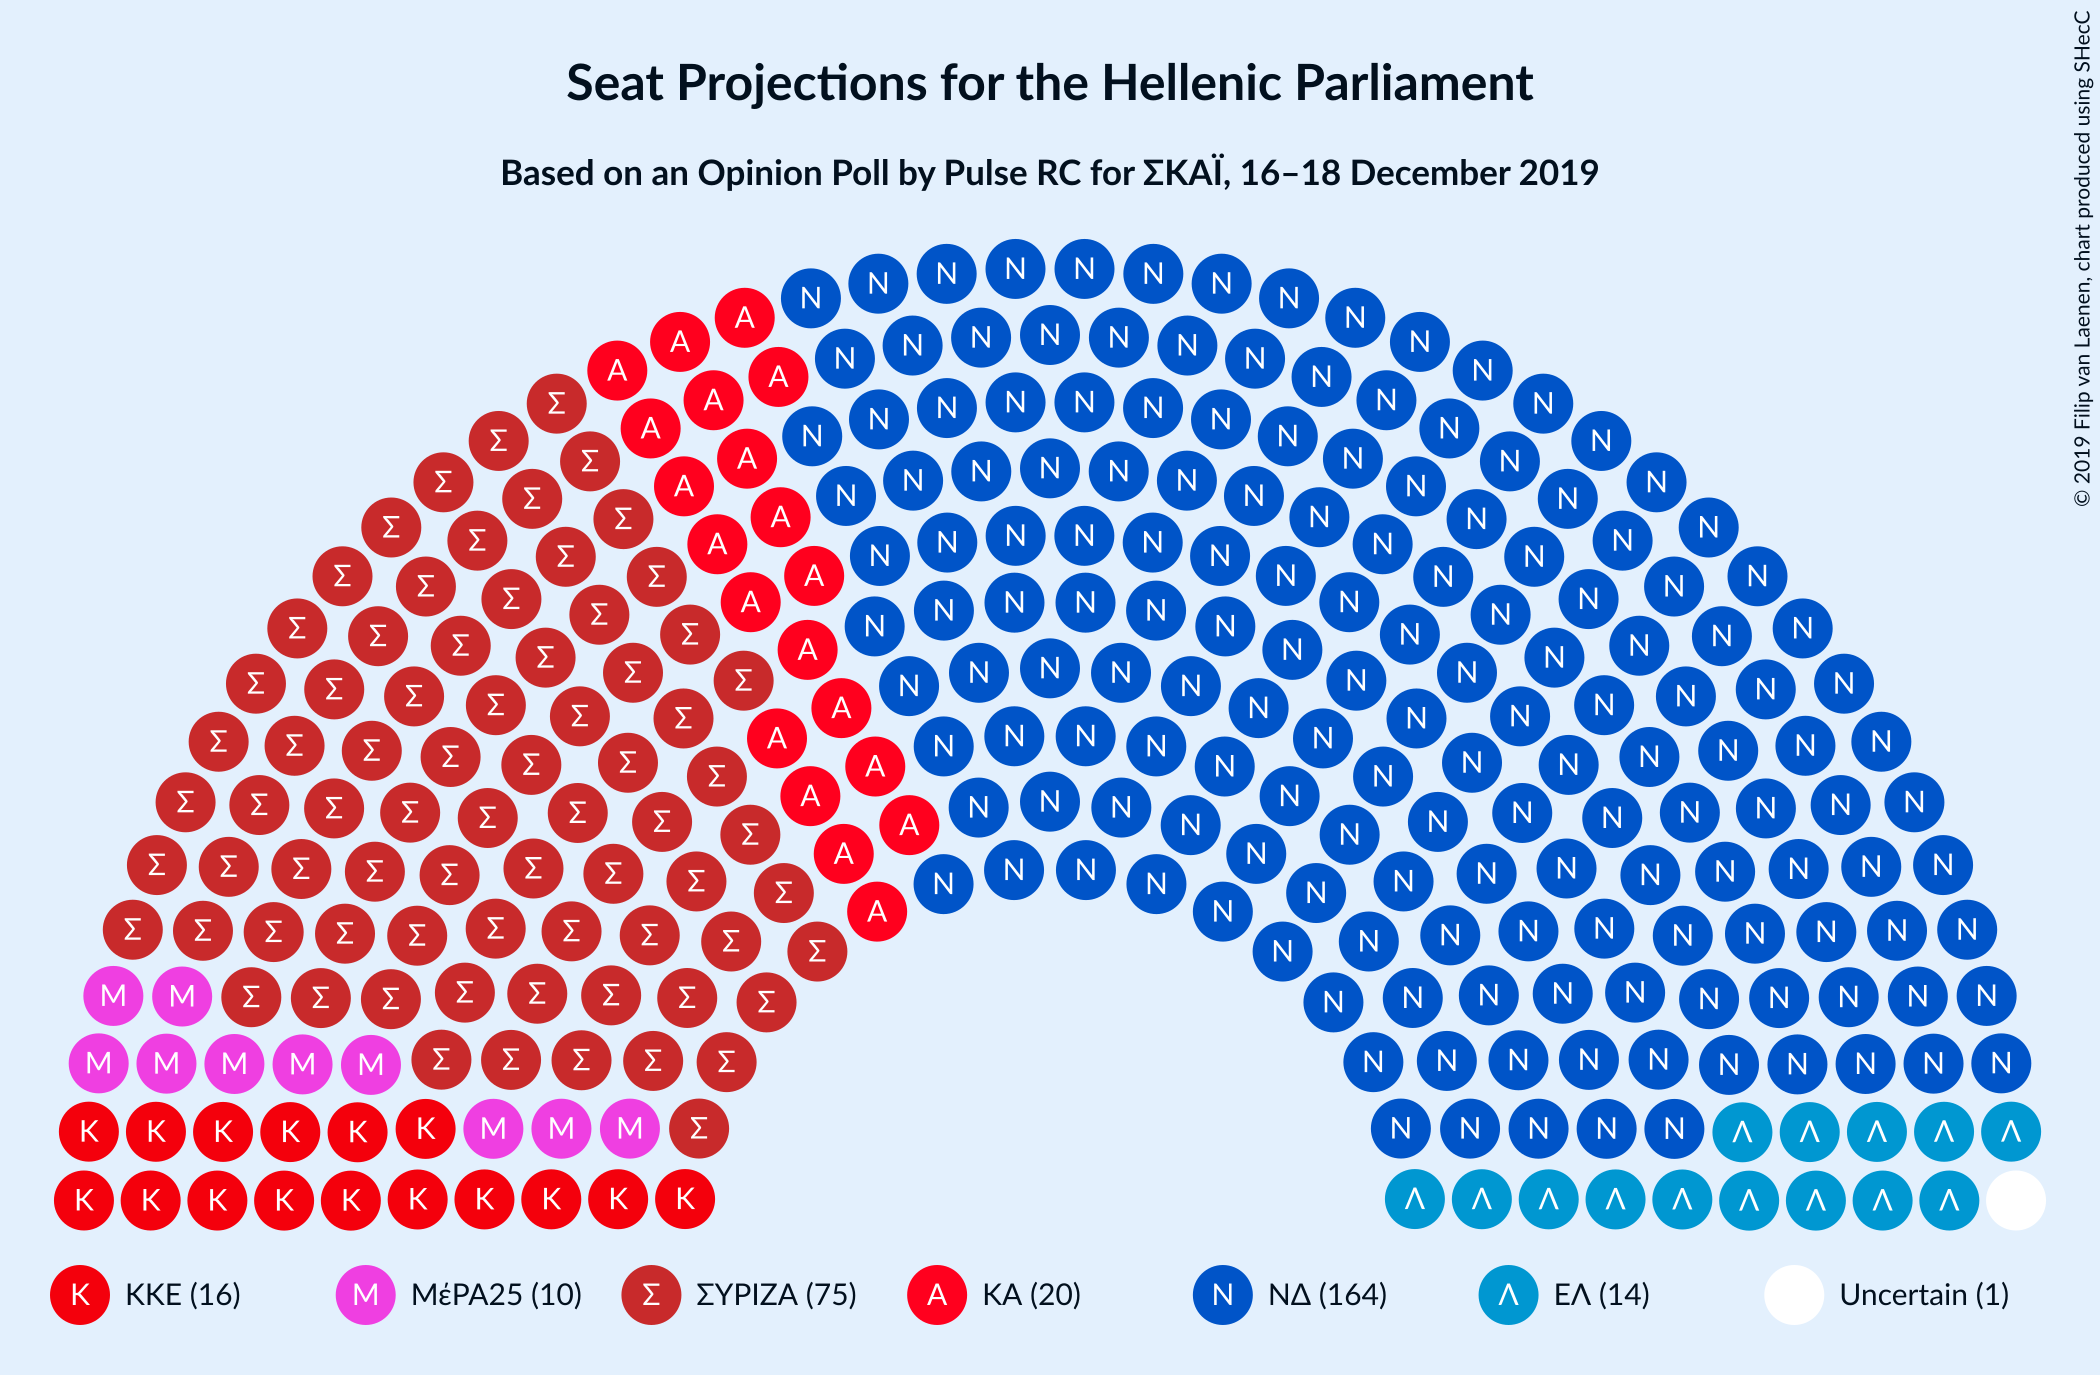 Seat Projections for the Hellenic Parliament
Based on an Opinion Poll by Pulse RC for ΣΚΑΪ, 16–18 December 2019
© 2019 Filip van Laenen, chart produced using SHecC
Κ ΚΚΕ (16) Μ ΜέΡΑ25 (10) Σ ΣΥΡΙΖΑ (75) Α ΚΑ (20) Ν ΝΔ (164) Λ ΕΛ (14) Uncertain (1)